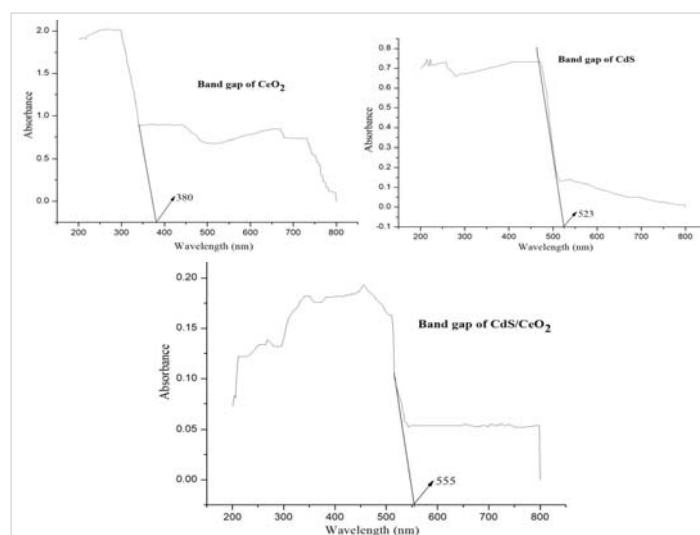 Band gap of CeO2
Absorbance
2.0
1.5
1.0
0.5
0.0
380
200 300 400 500 600 700 800
Wavelength (nm)
Band gap of CdS
Absorbance
0.8
0.7
0.6
0.5
0.4
0.3
0.2
0.1
0.0
-0.1
523
200 300 400 500 600 700 800
Wavelength (nm)
Band gap of CdS/CeO2
Absorbance
0.20
0.15
0.10
0.05
0.00
555
200 300 400 500 600 700 800
Wavelength (nm)